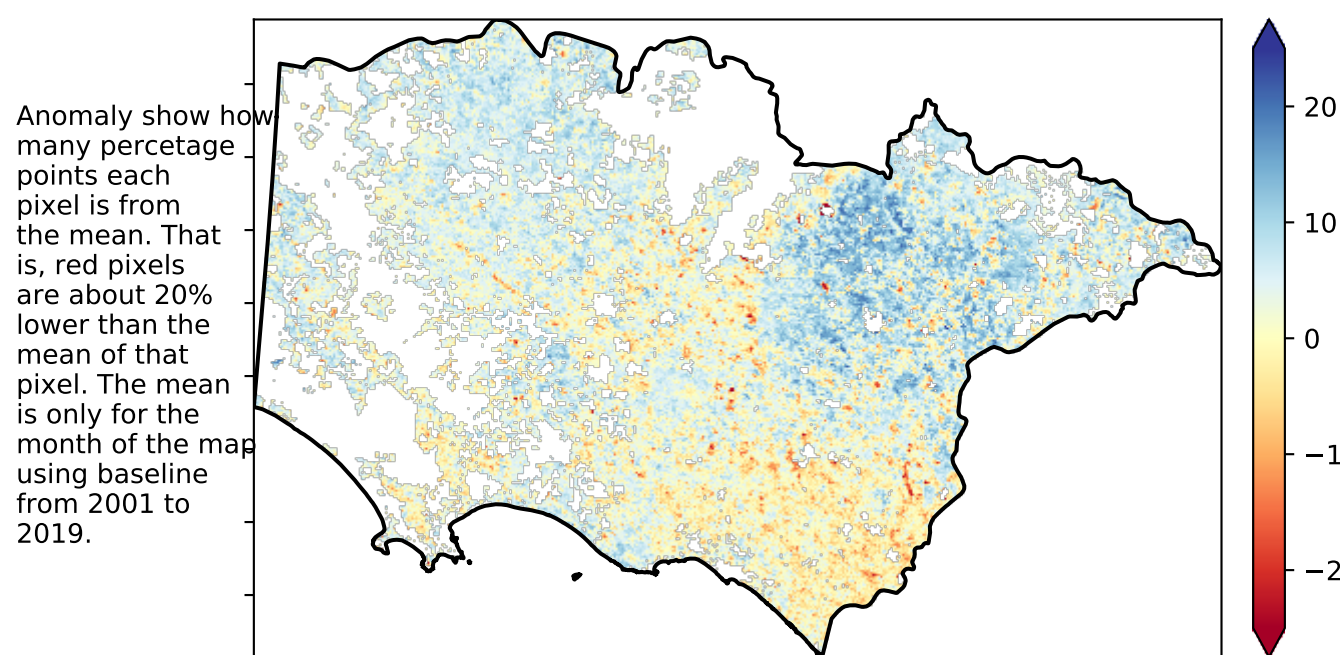 Anomaly show how
many percetage
points each
pixel is from
the mean. That
is, red pixels
are about 20%
lower than the
mean of that
pixel. The mean
is only for the
month of the map
using baseline
from 2001 to
2019.
20
10
0
−1
−2